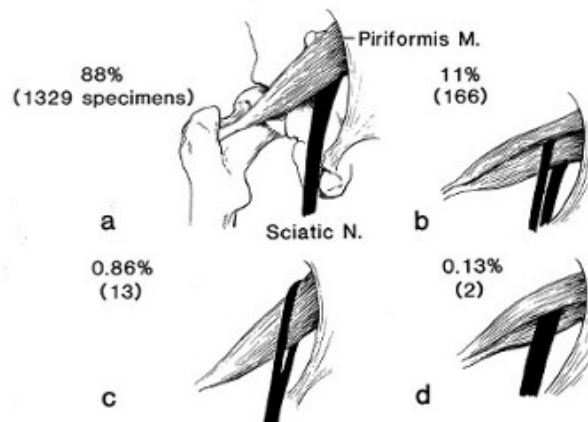 Piriformis M.
88%
(1329 specimens)
11%
(166)
a
Sciatic N.
b
0.86%
(13)
0.13%
(2)
c
d